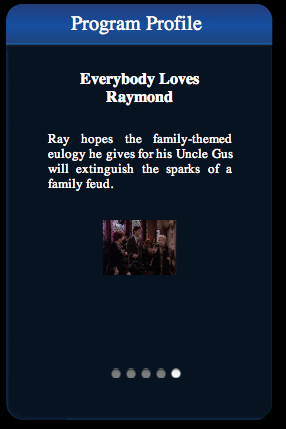 Program Profile
Everybody Loves
Raymond
Ray hopes the family-themed
eulogy he gives for his Uncle Gus
will extinguish the sparks of a
family feud.